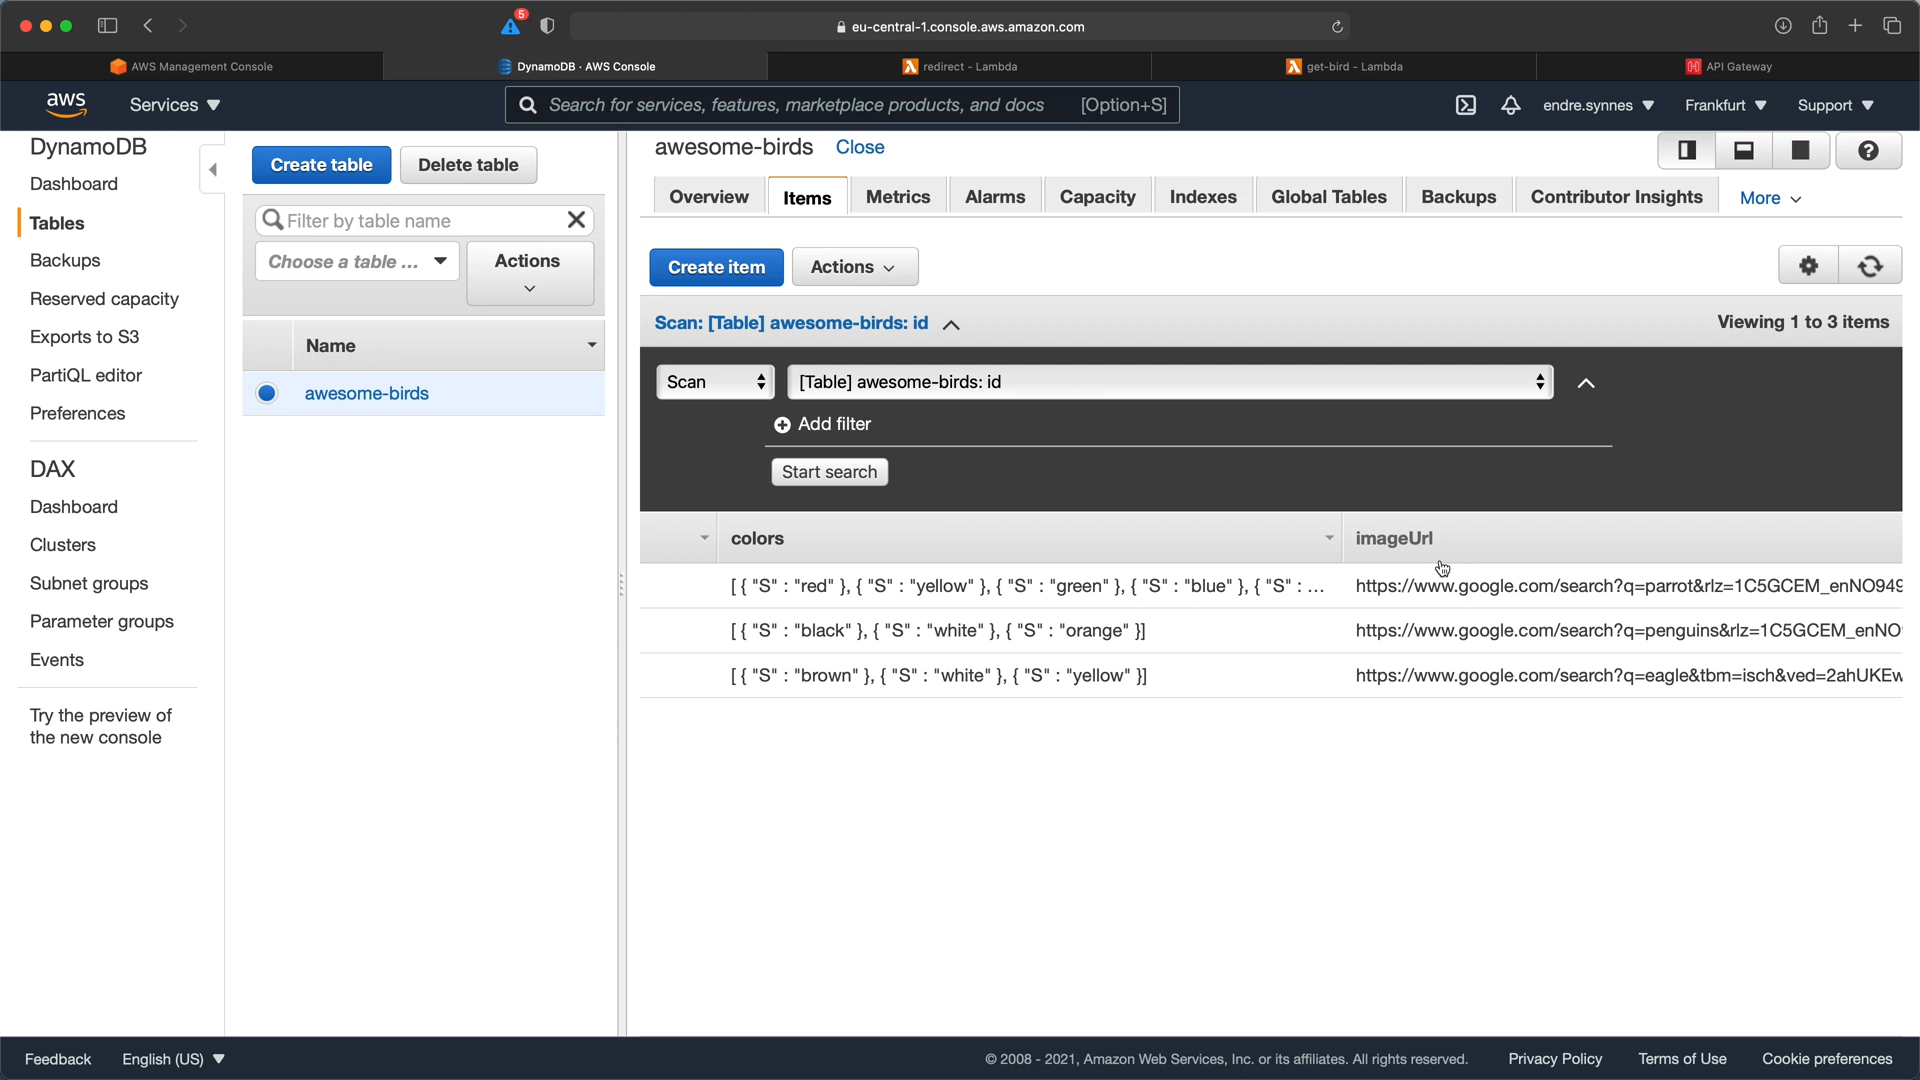 5
eu-central-1.console.aws.amazon.com
AWS Management Console
DynamoDB · AWS Console
redirect - Lambda
get-bird - Lambda
API Gateway
aws
Services
Search for services, features, marketplace products, and docs [Option+S]
endre.synnes
Frankfurt
Support
DynamoDB
Dashboard
Tables
Backups
Reserved capacity
Exports to S3
PartiQL editor
Preferences
DAX
Dashboard
Clusters
Subnet groups
Parameter groups
Events
Try the preview of
the new console
Create table
Delete table
Filter by table name
Choose a table ...
Actions
Name
awesome-birds
awesome-birds Close
Overview
Items
Metrics
Alarms
Capacity
Indexes
Global Tables
Backups
Contributor Insights
More
Create item
Actions
Scan: [Table] awesome-birds: id
Viewing 1 to 3 items
Scan
[Table] awesome-birds: id
Add filter
Start search
colors
imageUrl
[ { "S" : "red" }, { "S" : "yellow" }, { "S" : "green" }, { "S" : "blue" }, { "S" : ...
https://www.google.com/search?q=parrot&rlz=1C5GCEM_enNO949
[ { "S" : "black" }, { "S" : "white" }, { "S" : "orange" }]
https://www.google.com/search?q=penguins&rlz=1C5GCEM_enNO
[ { "S" : "brown" }, { "S" : "white" }, { "S" : "yellow" }]
https://www.google.com/search?q=eagle&tbm=isch&ved=2ahUKEw
Feedback
English (US)
© 2008 - 2021, Amazon Web Services, Inc. or its affiliates. All rights reserved.
Privacy Policy
Terms of Use
Cookie preferences